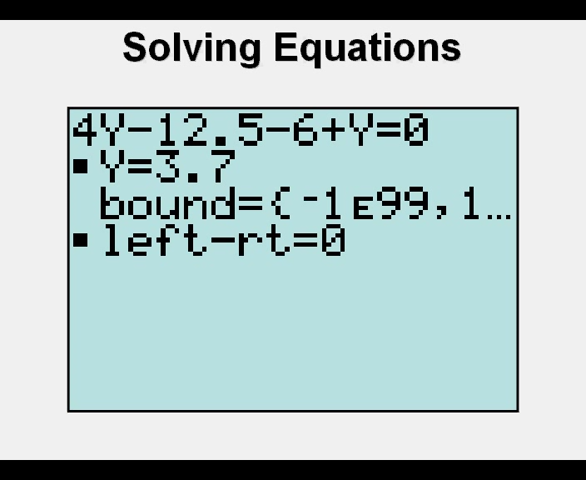 Solving Equations
4Y-12.5-6+Y=0
▪Y=3.7
bound={-1ᴇ99,1…
▪left-rt=0